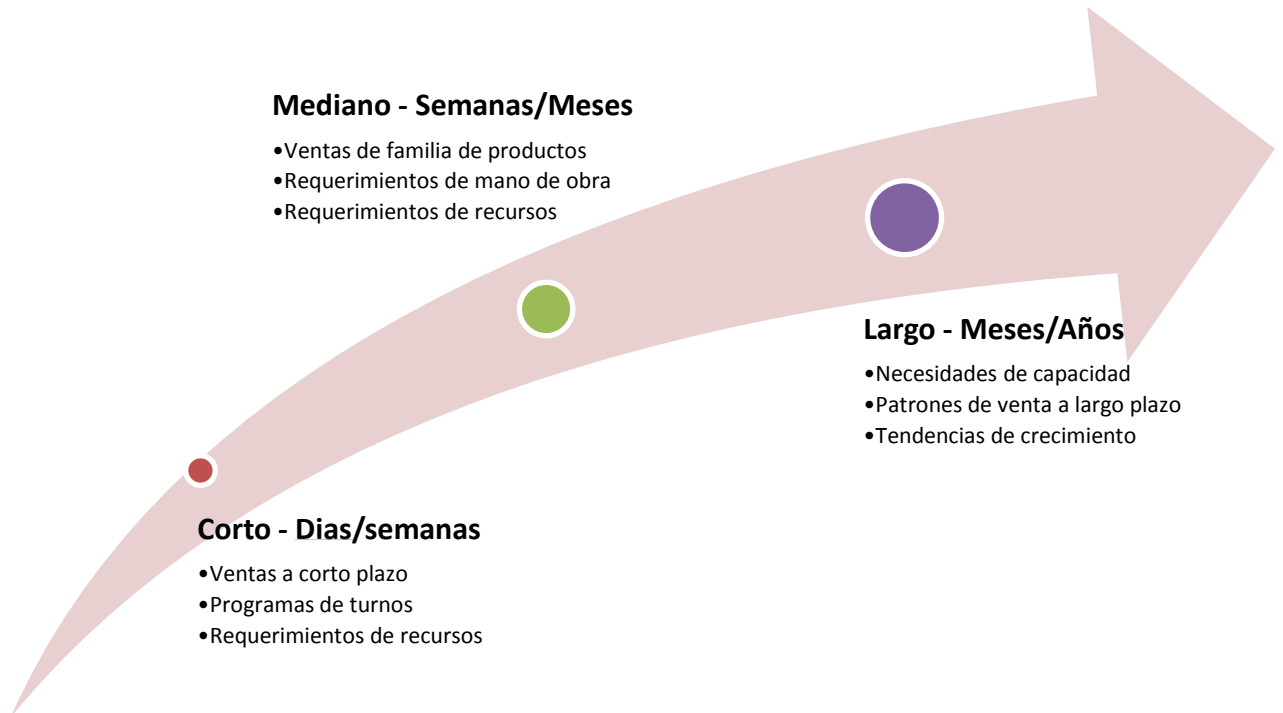 Mediano - Semanas/Meses
•Ventas de familia de productos
•Requerimientos de mano de obra
•Requerimientos de recursos
Largo - Meses/Años
•Necesidades de capacidad
•Patrones de venta a largo plazo
•Tendencias de crecimiento
Corto - Dias/semanas
•Ventas a corto plazo
•Programas de turnos
•Requerimientos de recursos